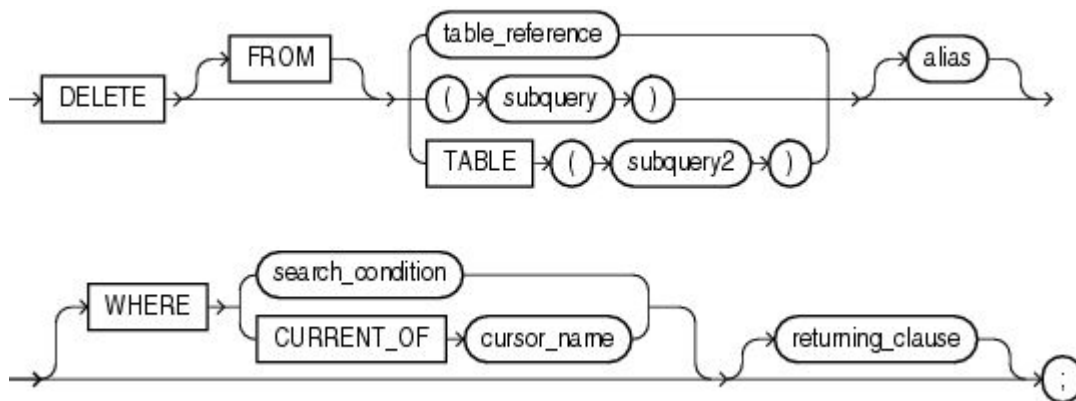 FROM table_reference alias
DELETE ( subquery )
TABLE ( subquery2 )
search_condition
WHERE returning_clause
CURRENT_OF cursor_name ;